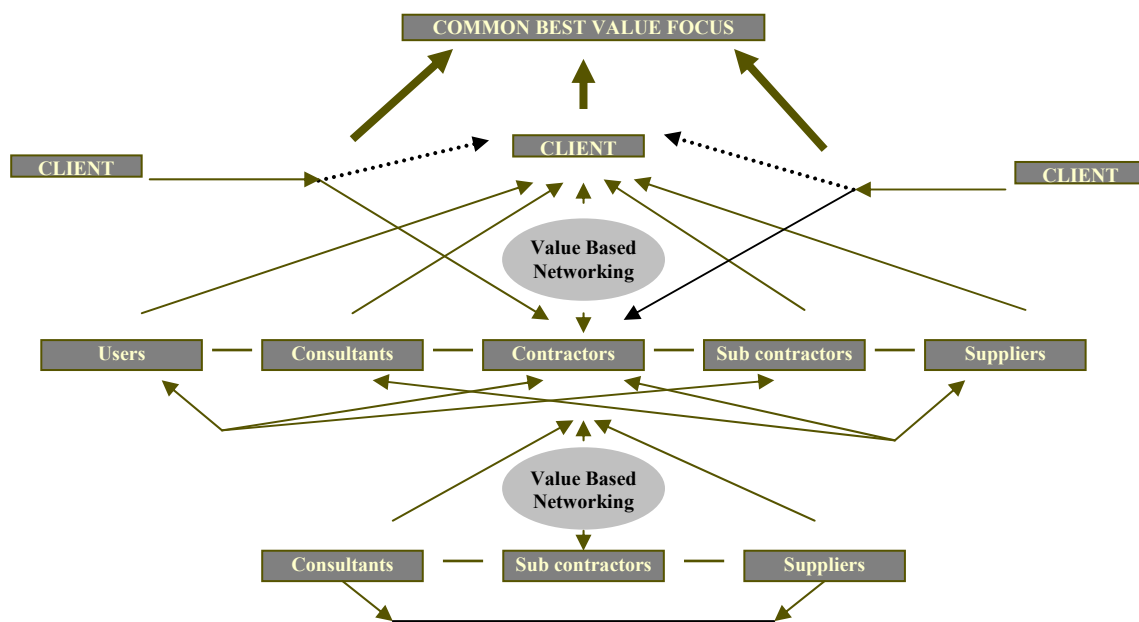 COMMON BEST VALUE FOCUS
CLIENT
CLIENT
CLIENT
Value Based
Networking
Users
Consultants
Contractors
Sub contractors
Suppliers
Value Based
Networking
Consultants
Sub contractors
Suppliers